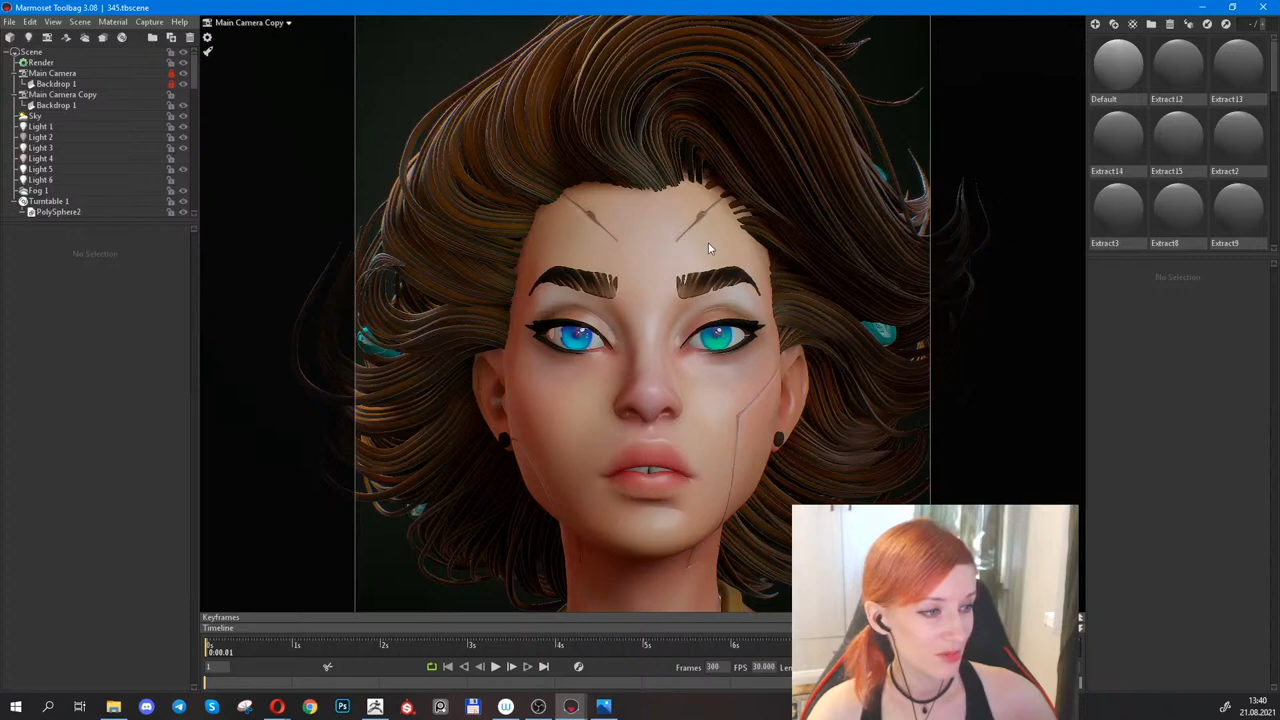 Marmoset Toolbag 3.08 | 345.tbscene
File Edit View Scene Material Capture Help
Main Camera Copy
- /
Scene
Render
Main Camera
Backdrop 1
Main Camera Copy
Backdrop 1
Sky
Light 1
Light 2
Light 3
Light 4
Light 5
Light 6
Fog 1
Turntable 1
PolySphere2
No Selection
Default Extract12 Extract13
Extract14 Extract15 Extract2
Extract3 Extract8 Extract9
No Selection
Keyframes
Timeline
0s 1s 2s 3s 4s 5s 6s
0:00.01
1
Frames 300 FPS 30.000 Len
13:40
21.08.2021